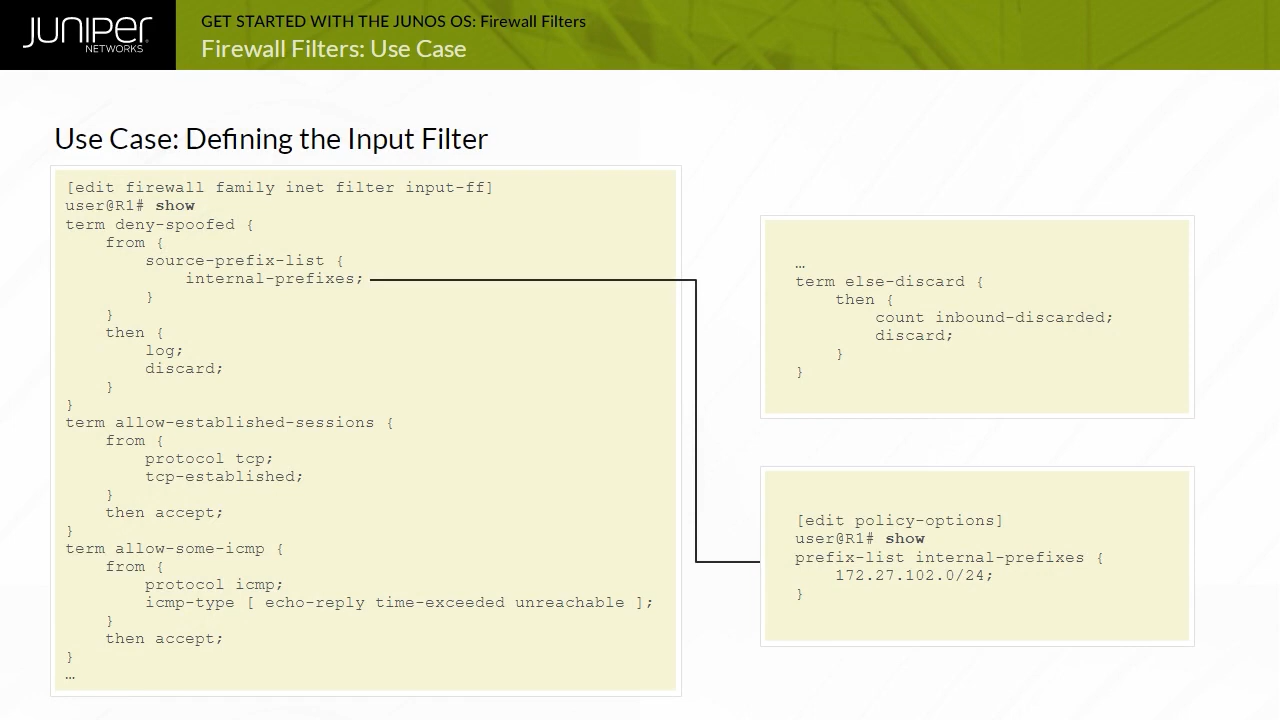 JUNIPER
NETWORKS
GET STARTED WITH THE JUNOS OS: Firewall Filters
Firewall Filters: Use Case
Use Case: Defining the Input Filter
[edit firewall family inet filter input-ff]
user@R1# show
term deny-spoofed {
    from {
        source-prefix-list {
            internal-prefixes;
        }
    }
    then {
        log;
        discard;
    }
}
term allow-established-sessions {
    from {
        protocol tcp;
        tcp-established;
    }
    then accept;
}
term allow-some-icmp {
    from {
        protocol icmp;
        icmp-type [ echo-reply time-exceeded unreachable ];
    }
    then accept;
}
…
…
term else-discard {
    then {
        count inbound-discarded;
        discard;
    }
}
[edit policy-options]
user@R1# show
prefix-list internal-prefixes {
    172.27.102.0/24;
}